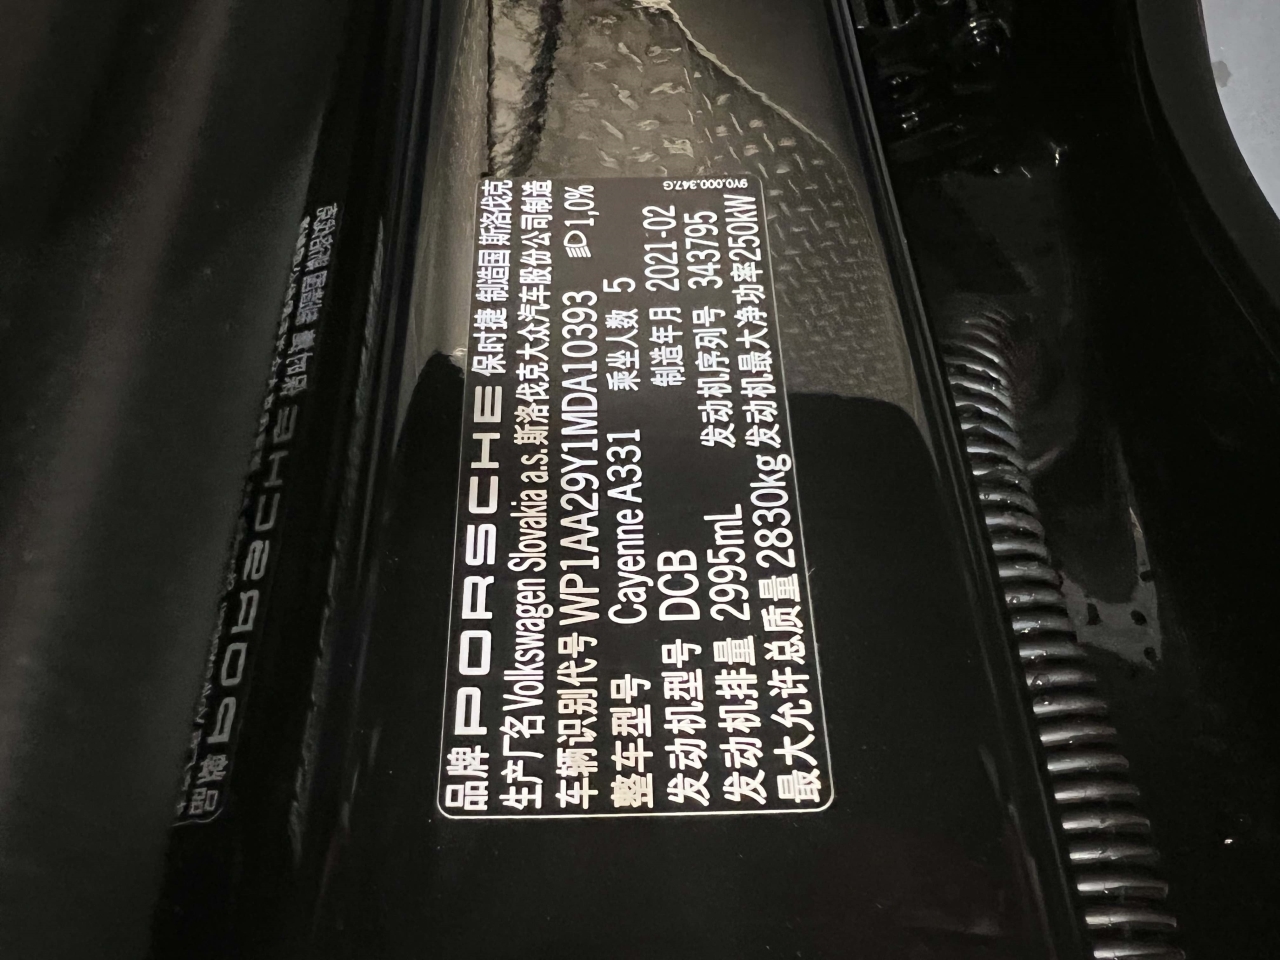 品牌 PORSCHE 保时捷 制造国 斯洛伐克
生产厂名 Volkswagen Slovakia a.s. 斯洛伐克大众汽车股份公司制造
车辆识别代号 WP1AA29Y1MDA10393 1,0%
整车型号 Cayenne A331 乘坐人数 5
发动机型号 DCB 制造年月 2021-02
发动机排量 2995mL 发动机序列号 343795
最大允许总质量 2830kg 发动机最大净功率 250kW
9Y0.000.347.G